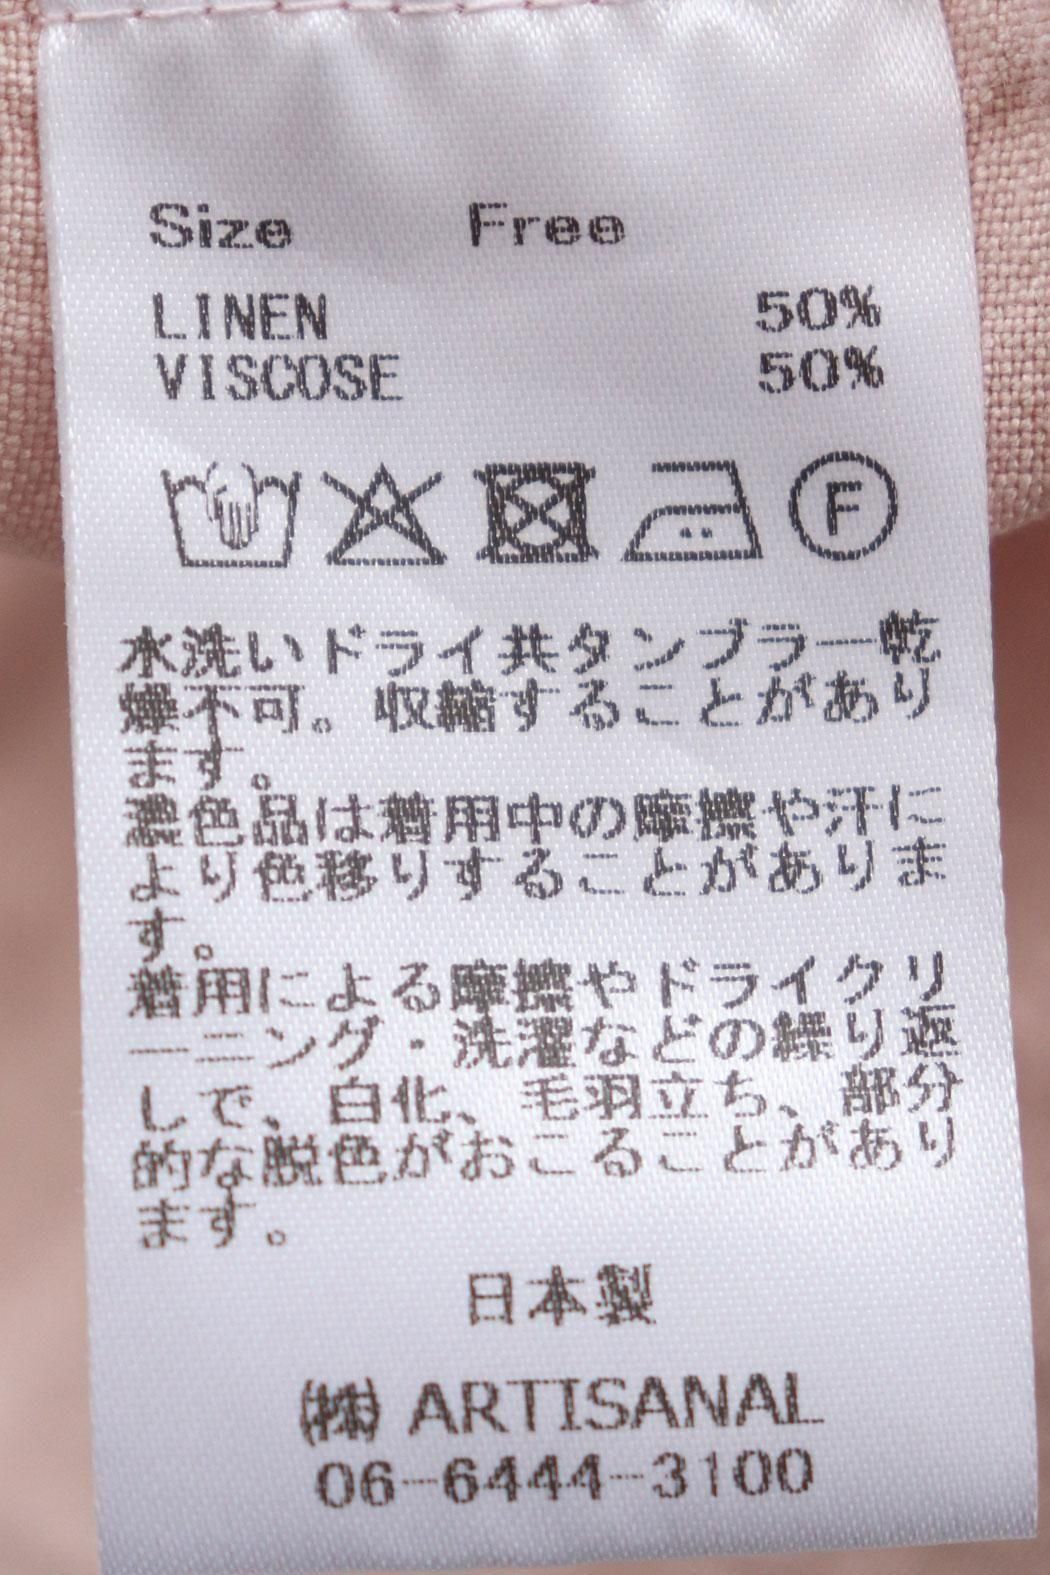 Size Free
LINEN 50%
VISCOSE 50%
F
水洗いドライ共タンブラー乾
燥不可。収縮することがあり
ます。
濃色品は着用中の摩擦や汗に
より色移りすることがありま
す。
着用による摩擦やドライクリ
ーニング・洗濯などの繰り返
しで、白化、毛羽立ち、部分
的な脱色がおこることがあり
ます。
日本製
㈱ ARTISANAL
06-6444-3100